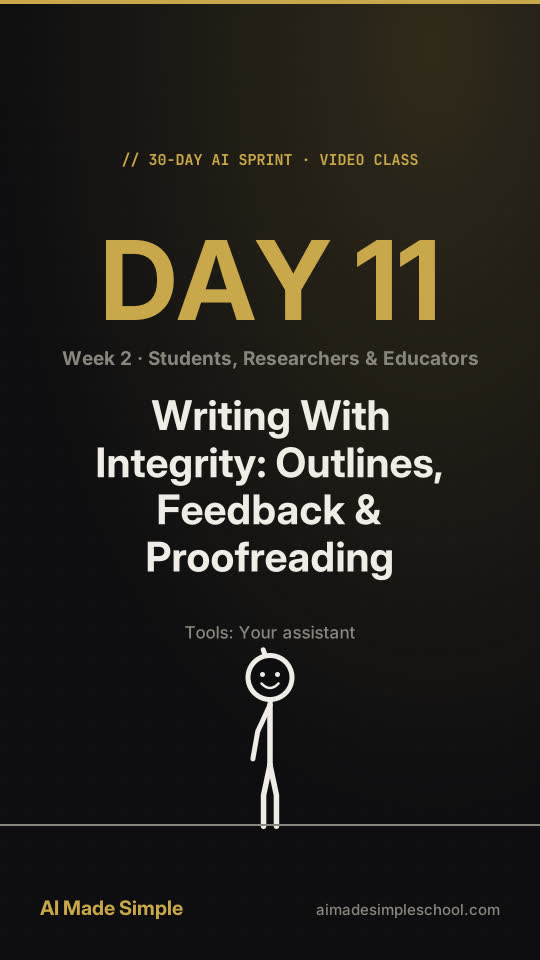 // 30-DAY AI SPRINT · VIDEO CLASS
DAY 11
Week 2 · Students, Researchers & Educators
Writing With
Integrity: Outlines,
Feedback &
Proofreading
Tools: Your assistant
AI Made Simple
aimadesimpleschool.com